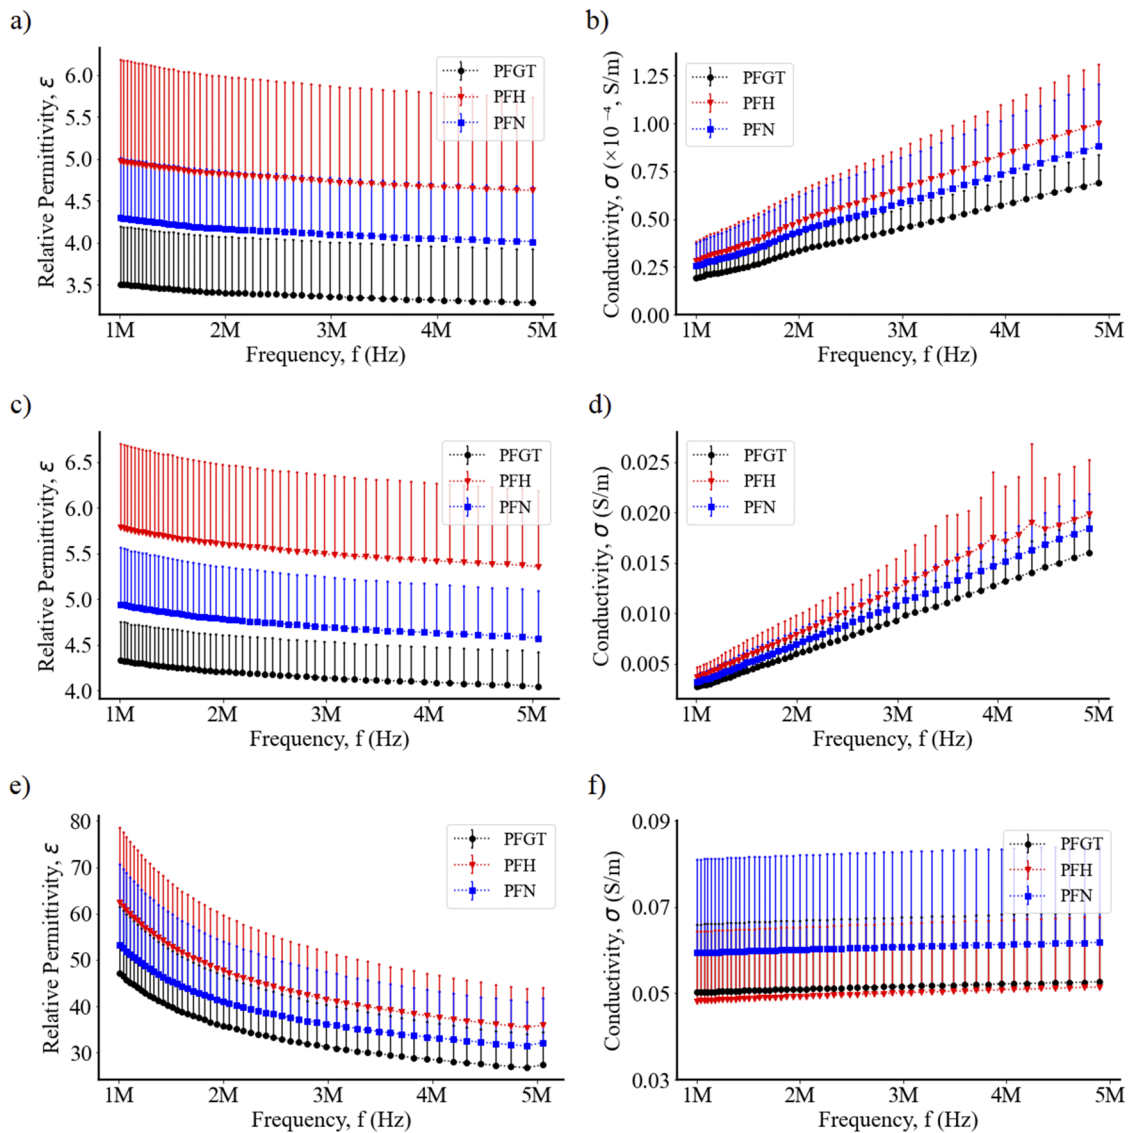 a)
Relative Permittivity, ε
6.0
5.5
5.0
4.5
4.0
3.5
1M 2M 3M 4M 5M
Frequency, f (Hz)
PFGT
PFH
PFN
b)
Conductivity, σ (×10 ⁻⁴, S/m)
1.25
1.00
0.75
0.50
0.25
0.00
1M 2M 3M 4M 5M
Frequency, f (Hz)
PFGT
PFH
PFN
c)
Relative Permittivity, ε
6.5
6.0
5.5
5.0
4.5
4.0
1M 2M 3M 4M 5M
Frequency, f (Hz)
PFGT
PFH
PFN
d)
Conductivity, σ (S/m)
0.025
0.020
0.015
0.010
0.005
1M 2M 3M 4M 5M
Frequency, f (Hz)
PFGT
PFH
PFN
e)
Relative Permittivity, ε
80
70
60
50
40
30
1M 2M 3M 4M 5M
Frequency, f (Hz)
PFGT
PFH
PFN
f)
Conductivity, σ (S/m)
0.09
0.07
0.05
0.03
1M 2M 3M 4M 5M
Frequency, f (Hz)
PFGT
PFH
PFN